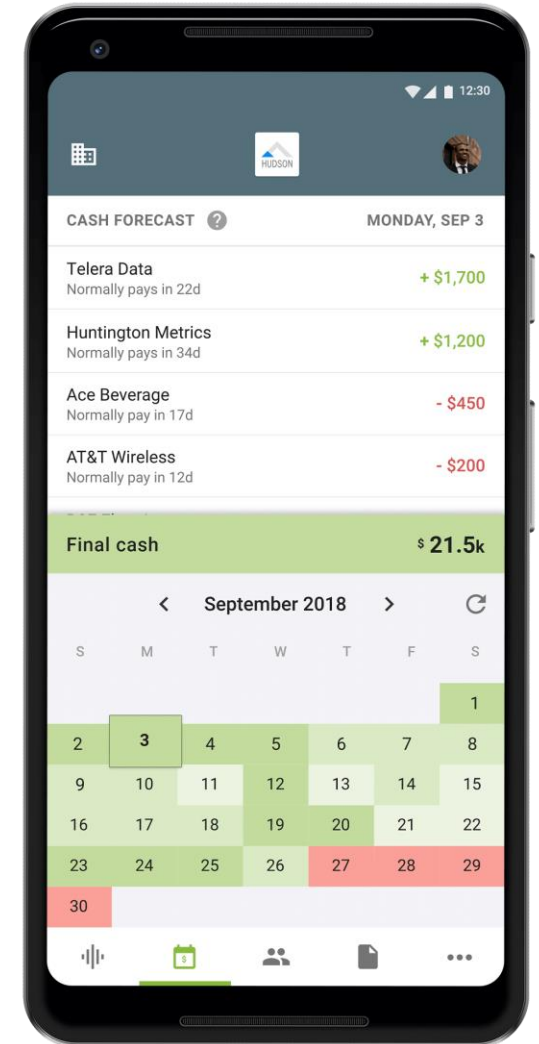 12:30
HUDSON
CASH FORECAST ? MONDAY, SEP 3
Telera Data
Normally pays in 22d
+ $1,700
Huntington Metrics
Normally pays in 34d
+ $1,200
Ace Beverage
Normally pay in 17d
- $450
AT&T Wireless
Normally pay in 12d
- $200
Final cash $ 21.5k
September 2018
S M T W T F S
1
2 3 4 5 6 7 8
9 10 11 12 13 14 15
16 17 18 19 20 21 22
23 24 25 26 27 28 29
30
$